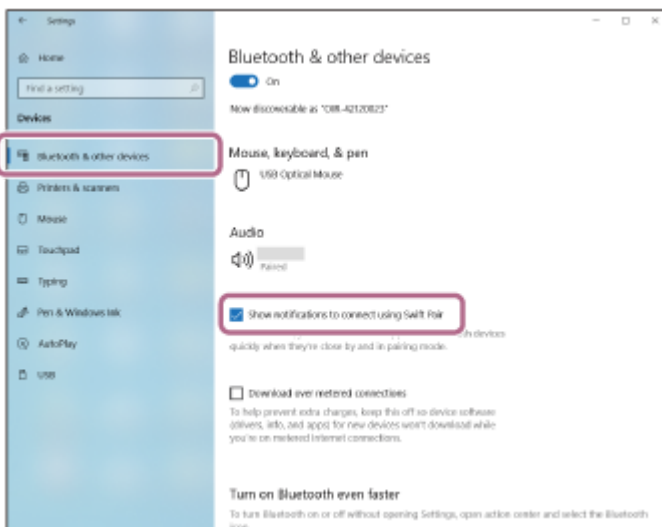 Settings
Home
Find a setting
Devices
Bluetooth & other devices
Printers & scanners
Mouse
Touchpad
Typing
Pen & Windows Ink
AutoPlay
USB
Bluetooth & other devices
On
Now discoverable as
Mouse, keyboard, & pen
USB Optical Mouse
Audio
Paired
Show notifications to connect using Swift Pair
devices
quickly when they're close by and in pairing mode.
Download over metered connections
To help prevent extra charges, keep this off so device software
(drivers, info, and apps) for new devices won't download while
you're on metered Internet connections.
Turn on Bluetooth even faster
To turn Bluetooth on or off without opening Settings, open action center and select the Bluetooth